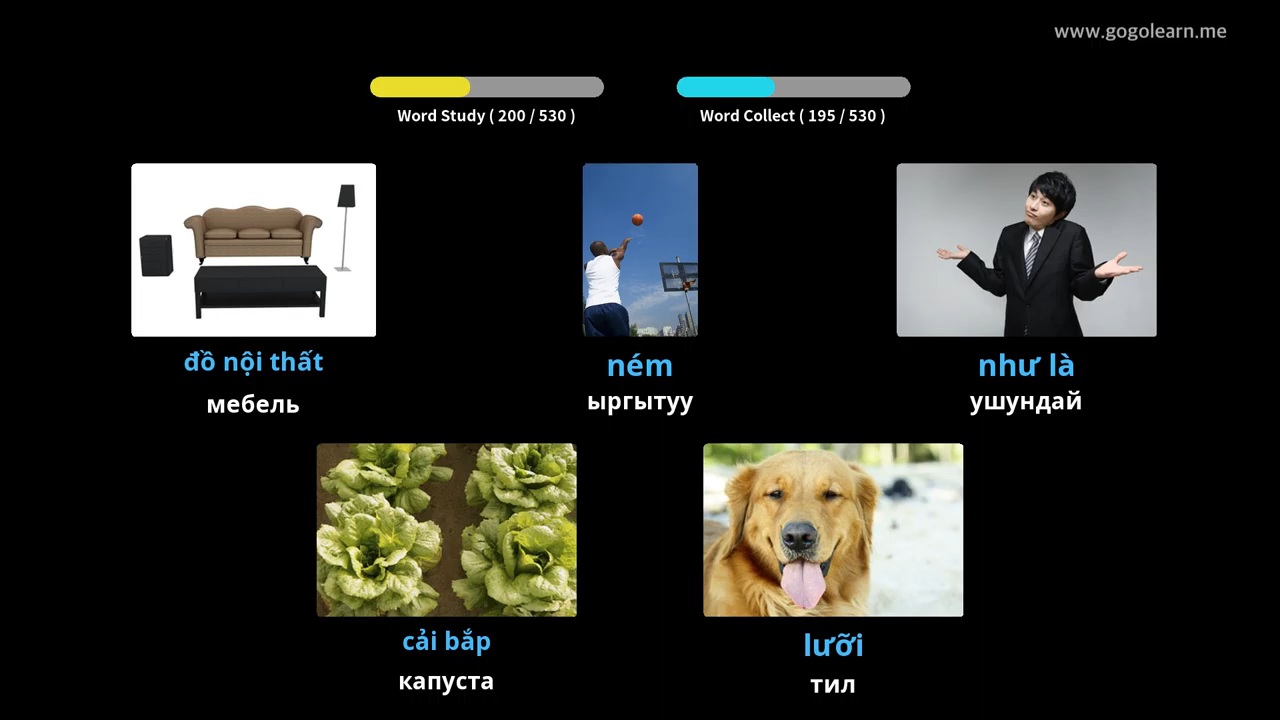 www.gogolearn.me
Word Study ( 200 / 530 )
Word Collect ( 195 / 530 )
đồ nội thất
мебель
ném
ыргытуу
như là
ушундай
cải bắp
капуста
lưỡi
тил